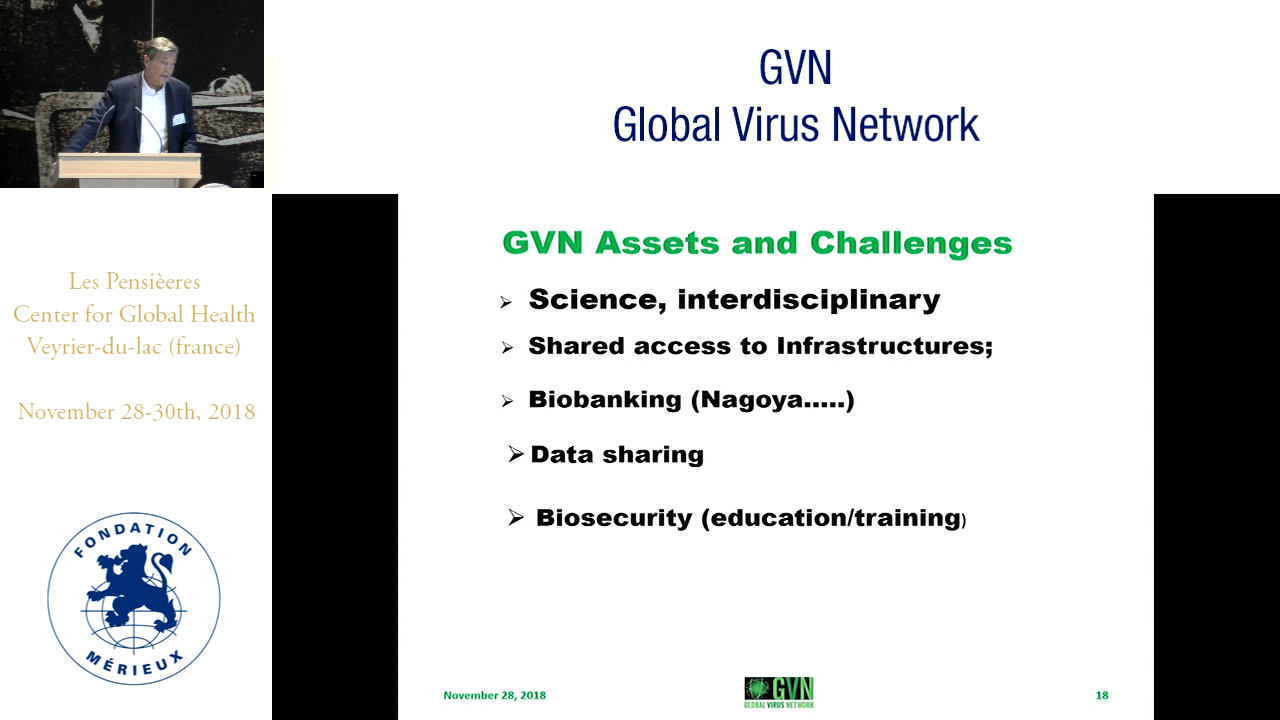 GVN
Global Virus Network
Les Pensièeres
Center for Global Health
Veyrier-du-lac (france)
November 28-30th, 2018
FONDATION
MÉRIEUX
GVN Assets and Challenges
➢ Science, interdisciplinary
➢ Shared access to Infrastructures;
➢ Biobanking (Nagoya.....)
➢ Data sharing
➢ Biosecurity (education/training)
November 28, 2018
GVN
GLOBAL VIRUS NETWORK
18